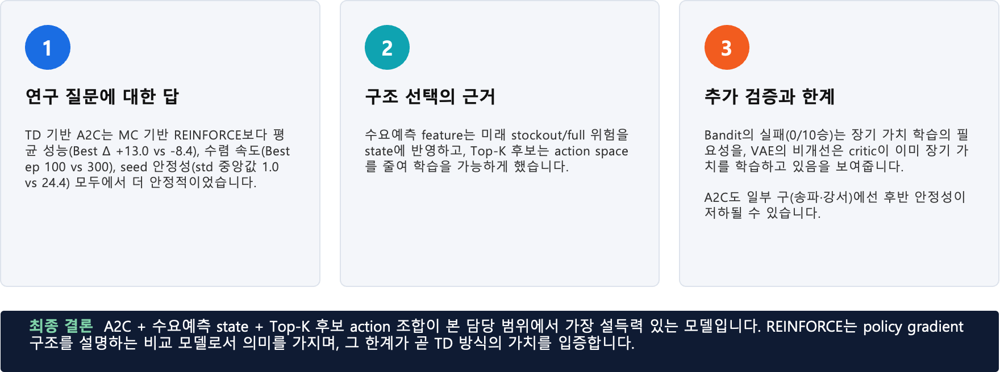 1
연구 질문에 대한 답
TD 기반 A2C는 MC 기반 REINFORCE보다 평
균 성능(Best Δ +13.0 vs -8.4), 수렴 속도(Best
ep 100 vs 300), seed 안정성(std 중앙값 1.0
vs 24.4) 모두에서 더 안정적이었습니다.
2
구조 선택의 근거
수요예측 feature는 미래 stockout/full 위험을
state에 반영하고, Top-K 후보는 action space
를 줄여 학습을 가능하게 했습니다.
3
추가 검증과 한계
Bandit의 실패(0/10승)는 장기 가치 학습의 필
요성을, VAE의 비개선은 critic이 이미 장기 가
치를 학습하고 있음을 보여줍니다.
A2C도 일부 구(송파·강서)에선 후반 안정성이
저하될 수 있습니다.
최종 결론 A2C + 수요예측 state + Top-K 후보 action 조합이 본 담당 범위에서 가장 설득력 있는 모델입니다. REINFORCE는 policy gradient
구조를 설명하는 비교 모델로서 의미를 가지며, 그 한계가 곧 TD 방식의 가치를 입증합니다.